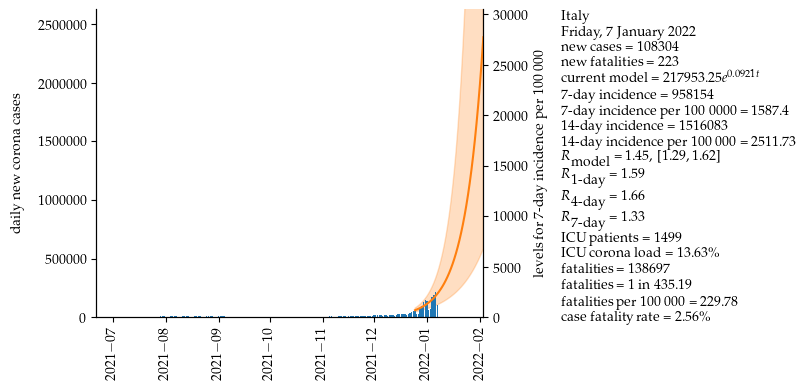 Italy
Friday, 7 January 2022
new cases = 108304
new fatalities = 223
current model = 217953.25e^0.0921t
7-day incidence = 958154
7-day incidence per 100 0000 = 1587.4
14-day incidence = 1516083
14-day incidence per 100 000 = 2511.73
R model = 1.45, [1.29, 1.62]
R 1-day = 1.59
R 4-day = 1.66
R 7-day = 1.33
ICU patients = 1499
ICU corona load = 13.63%
fatalities = 138697
fatalities = 1 in 435.19
fatalities per 100 000 = 229.78
case fatality rate = 2.56%
daily new corona cases
2500000
2000000
1500000
1000000
500000
0
levels for 7-day incidence per 100 000
30000
25000
20000
15000
10000
5000
0
2021-07
2021-08
2021-09
2021-10
2021-11
2021-12
2022-01
2022-02